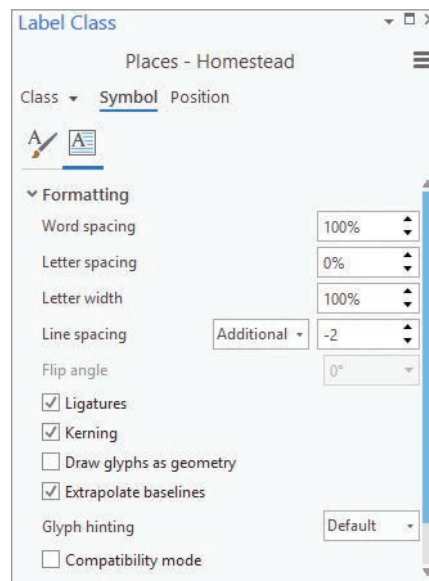 Label Class
Places - Homestead
Class Symbol Position
A A
Formatting
Word spacing 100%
Letter spacing 0%
Letter width 100%
Line spacing Additional -2
Flip angle 0°
Ligatures
Kerning
Draw glyphs as geometry
Extrapolate baselines
Glyph hinting Default
Compatibility mode